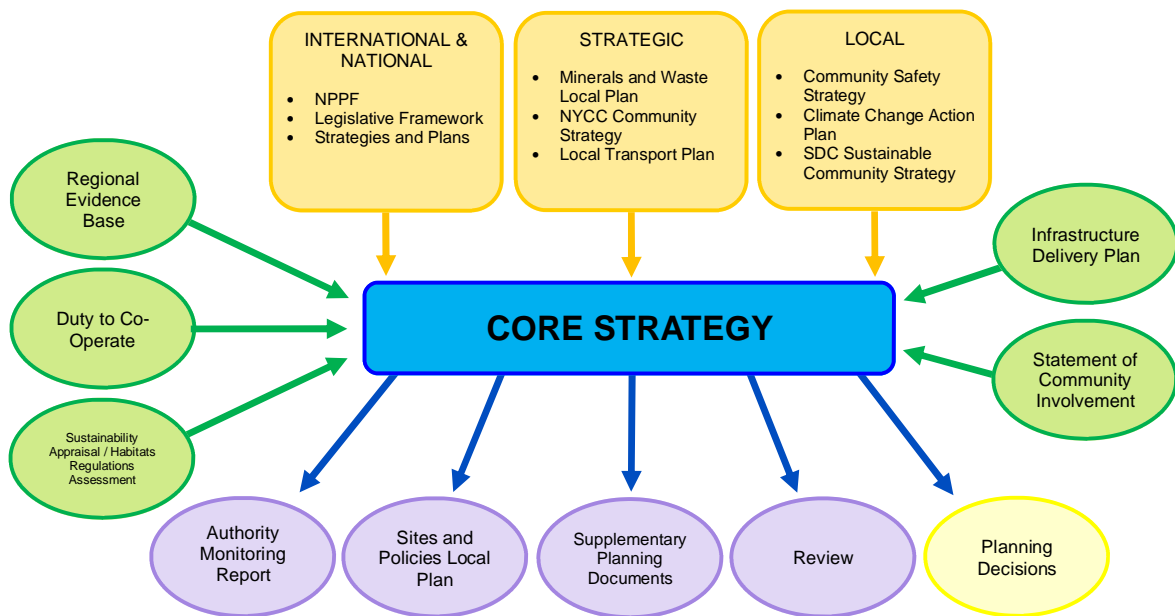 INTERNATIONAL &
NATIONAL
• NPPF
• Legislative Framework
• Strategies and Plans
STRATEGIC
• Minerals and Waste
Local Plan
• NYCC Community
Strategy
• Local Transport Plan
LOCAL
• Community Safety
Strategy
• Climate Change Action
Plan
• SDC Sustainable
Community Strategy
Regional
Evidence
Base
Duty to Co-
Operate
Sustainability
Appraisal / Habitats
Regulations
Assessment
CORE STRATEGY
Infrastructure
Delivery Plan
Statement of
Community
Involvement
Authority
Monitoring
Report
Sites and
Policies Local
Plan
Supplementary
Planning
Documents
Review
Planning
Decisions